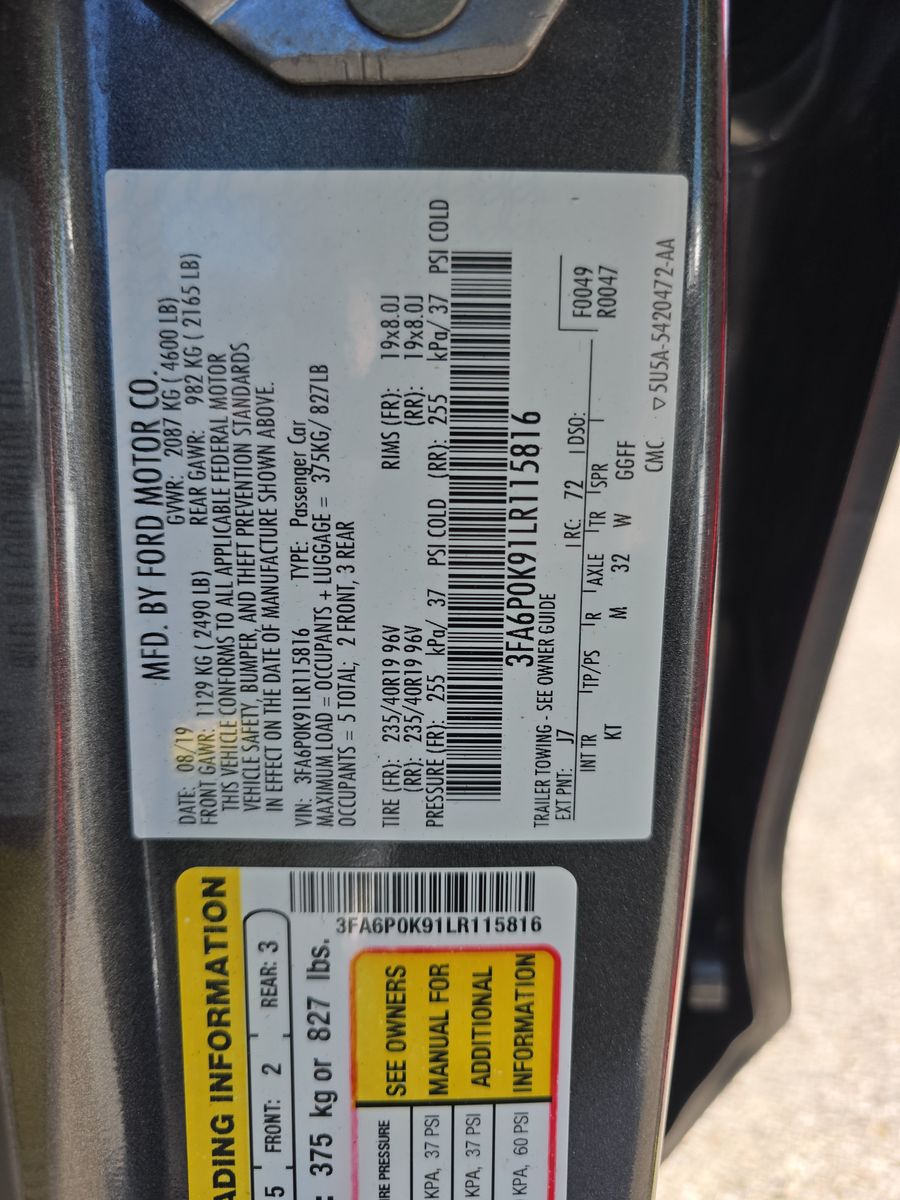 MFD. BY FORD MOTOR CO.
DATE: 08/19 GVWR: 2087 KG ( 4600 LB)
FRONT GAWR: 1129 KG ( 2490 LB) REAR GAWR: 982 KG ( 2165 LB)
THIS VEHICLE CONFORMS TO ALL APPLICABLE FEDERAL MOTOR
VEHICLE SAFETY, BUMPER, AND THEFT PREVENTION STANDARDS
IN EFFECT ON THE DATE OF MANUFACTURE SHOWN ABOVE.
VIN: 3FA6P0K91LR115816 TYPE: Passenger Car
MAXIMUM LOAD = OCCUPANTS + LUGGAGE = 375KG/ 827LB
OCCUPANTS = 5 TOTAL; 2 FRONT, 3 REAR
TIRE (FR): 235/40R19 96V RIMS (FR): 19x8.0J
(RR): 235/40R19 96V (RR): 19x8.0J
PRESSURE (FR): 255 kPa/ 37 PSI COLD (RR): 255 kPa/ 37 PSI COLD
3FA6P0K91LR115816
TRAILER TOWING - SEE OWNER GUIDE
EXT PNT: J7 RC: 72 DSO: F0049
R0047
INT TR TP/PS R AXLE TR SPR
KT M 32 W GGFF
CMC ▽ 5U5A-5420472-AA
ADING INFORMATION
5 FRONT: 2 REAR: 3
: 375 kg or 827 lbs.
3FA6P0K91LR115816
RE PRESSURE
KPA, 37 PSI
KPA, 37 PSI
KPA, 60 PSI
SEE OWNERS
MANUAL FOR
ADDITIONAL
INFORMATION